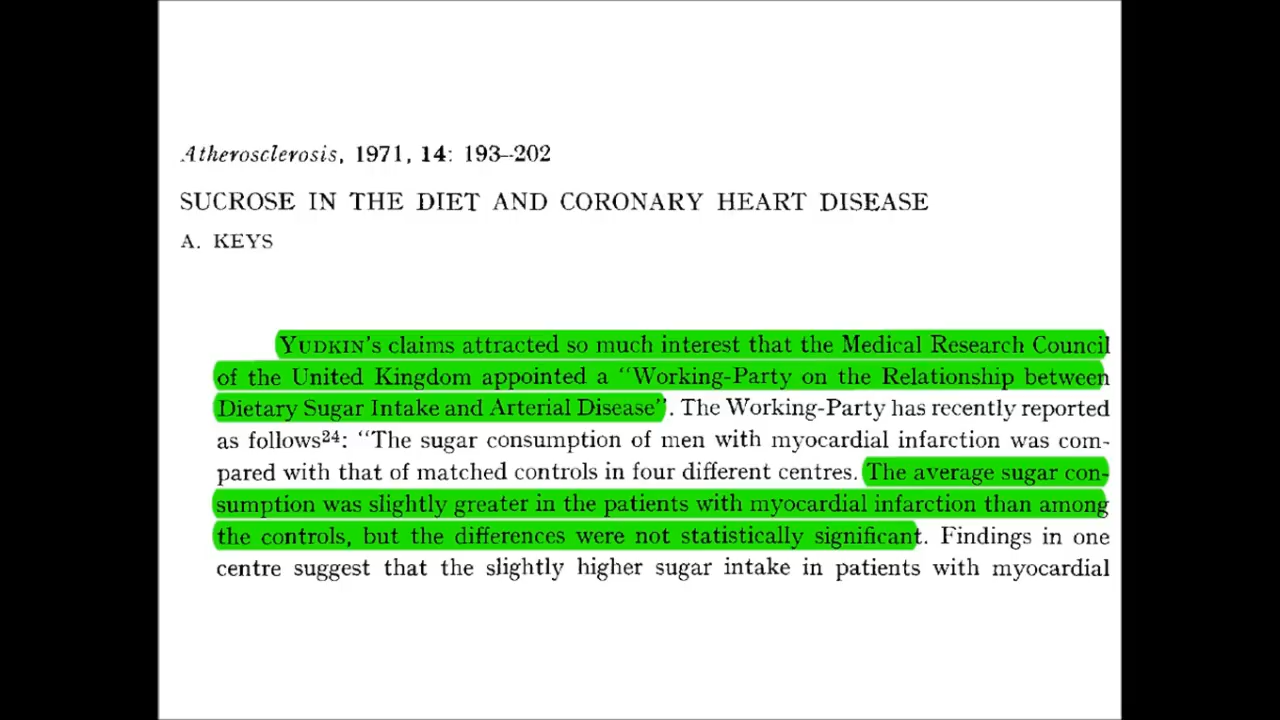 Atherosclerosis, 1971, 14: 193–202
SUCROSE IN THE DIET AND CORONARY HEART DISEASE
A. KEYS
YUDKIN's claims attracted so much interest that the Medical Research Council
of the United Kingdom appointed a “Working-Party on the Relationship between
Dietary Sugar Intake and Arterial Disease”. The Working-Party has recently reported
as follows²⁴: “The sugar consumption of men with myocardial infarction was com-
pared with that of matched controls in four different centres. The average sugar con-
sumption was slightly greater in the patients with myocardial infarction than among
the controls, but the differences were not statistically significant. Findings in one
centre suggest that the slightly higher sugar intake in patients with myocardial